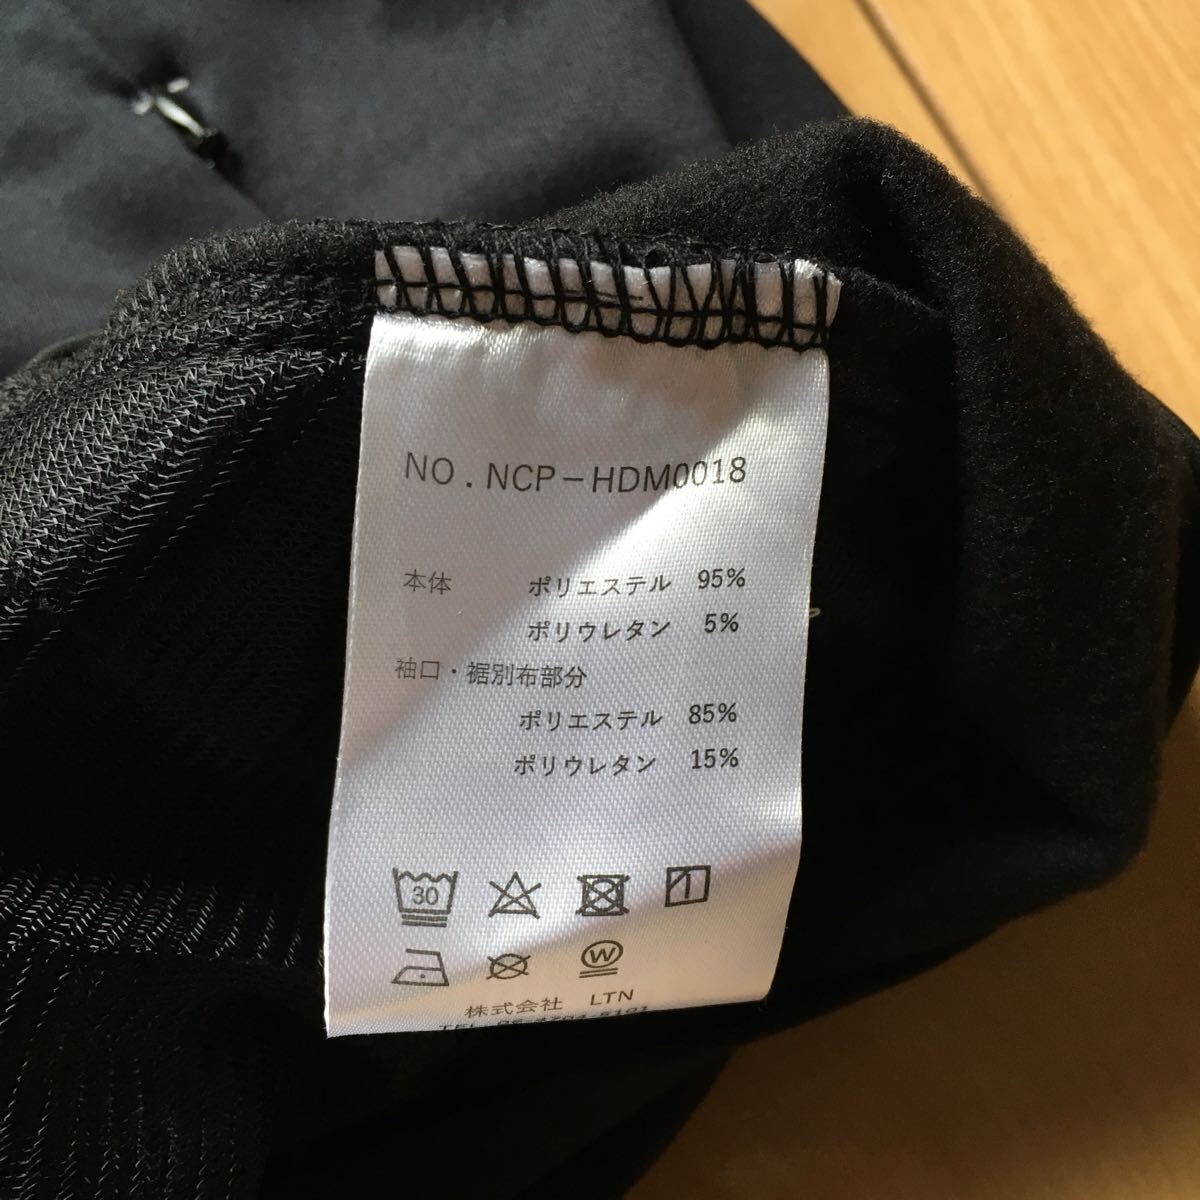 NO.NCP-HDM0018
本体 ポリエステル 95%
ポリウレタン 5%
袖口・裾別布部分
ポリエステル 85%
ポリウレタン 15%
30
W
株式会社 LTN
TEL